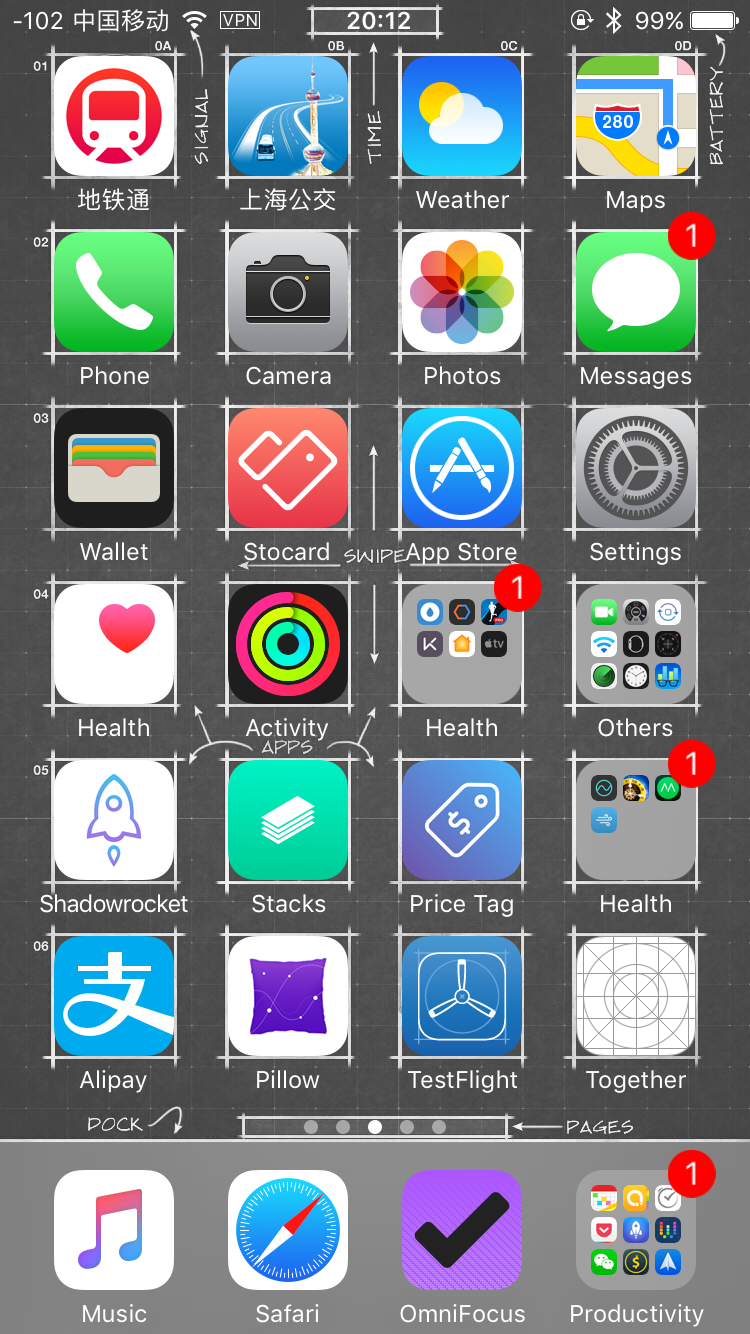 -102 中国移动 VPN 20:12 99%
0A 0B 0C 0D
01
SIGNAL TIME 280 BATTERY
地铁通 上海公交 Weather Maps
02 1
Phone Camera Photos Messages
03
Wallet Stocard App Store Settings
SWIPE
04 1
PRO
tv
Health Activity Health Others
APPS
05 1
$
Shadowrocket Stacks Price Tag Health
06
支
Alipay Pillow TestFlight Together
DOCK PAGES
1
$
Music Safari OmniFocus Productivity